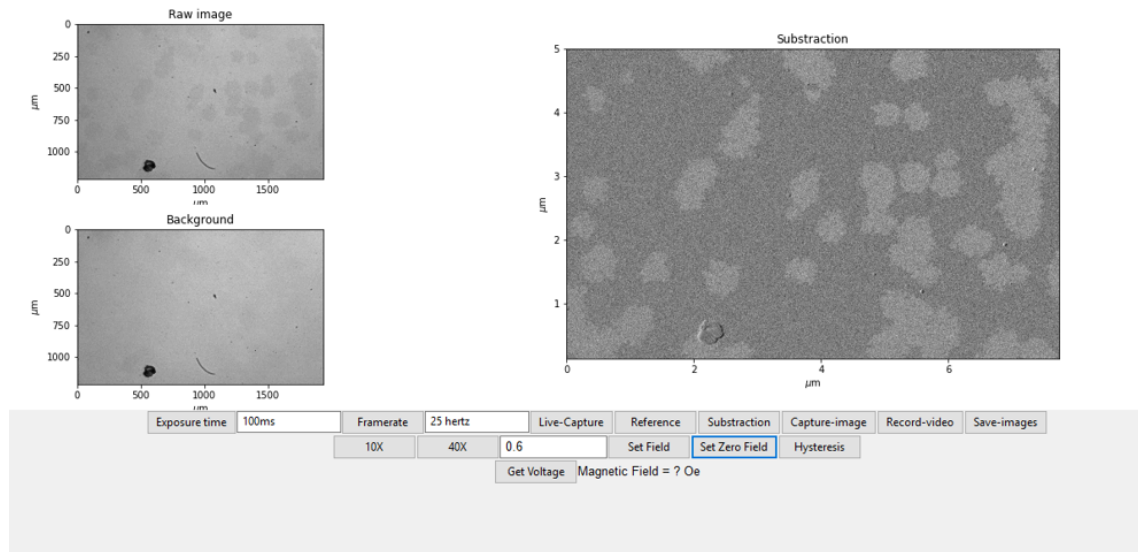 Raw image
0
250
500
750
1000
μm
0 500 1000 1500
μm
Background
0
250
500
750
1000
μm
0 500 1000 1500
μm
Substraction
5
4
3
2
1
μm
0 2 4 6
μm
Exposure time 100ms Framerate 25 hertz Live-Capture Reference Substraction Capture-image Record-video Save-images
10X 40X 0.6 Set Field Set Zero Field Hysteresis
Get Voltage Magnetic Field = ? Oe